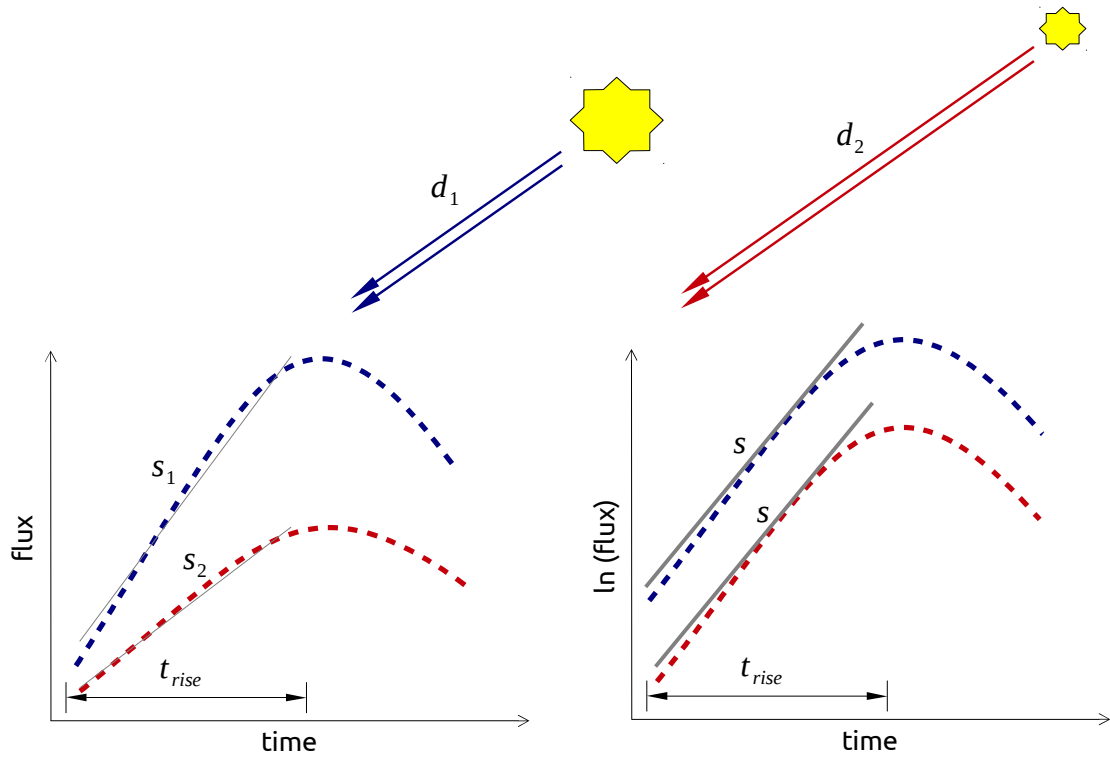 d₁
d₂
s₁
s₂
flux
t_rise
time
s
s
ln (flux)
t_rise
time